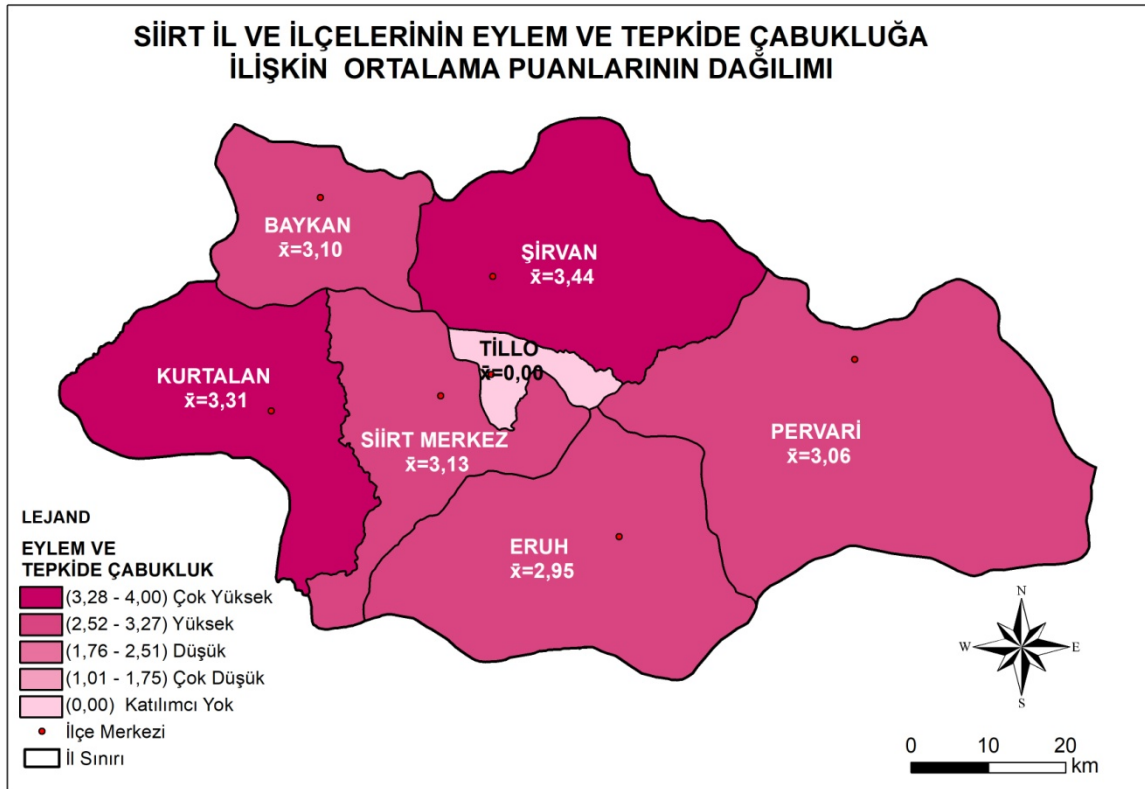 SİİRT İL VE İLÇELERİNİN EYLEM VE TEPKİDE ÇABUKLUĞA
İLİŞKİN ORTALAMA PUANLARININ DAĞILIMI
BAYKAN
x̄=3,10
ŞİRVAN
x̄=3,44
TİLLO
x̄=0,00
KURTALAN
x̄=3,31
SİİRT MERKEZ
x̄=3,13
PERVARİ
x̄=3,06
ERUH
x̄=2,95
LEJAND
EYLEM VE
TEPKİDE ÇABUKLUK
(3,28 - 4,00) Çok Yüksek
(2,52 - 3,27) Yüksek
(1,76 - 2,51) Düşük
(1,01 - 1,75) Çok Düşük
(0,00) Katılımcı Yok
İlçe Merkezi
İl Sınırı
N
W E
S
0 10 20
km